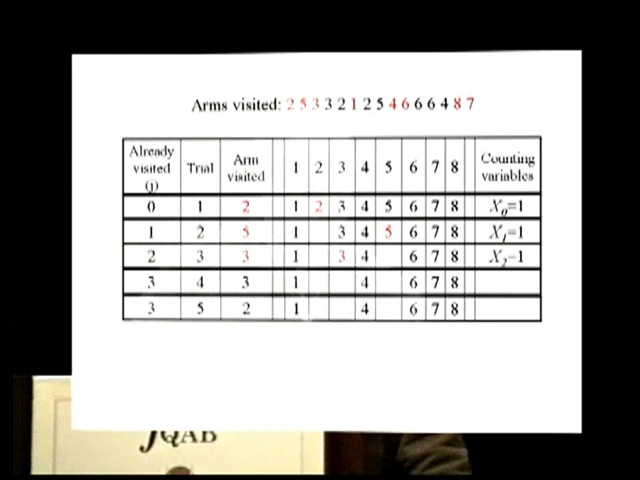 Arms visited: 2 5 3 3 2 1 2 5 4 6 6 6 4 8 7
Already visited (j) Trial Arm visited 1 2 3 4 5 6 7 8 Counting variables
0 1 2 1 2 3 4 5 6 7 8 X0=1
1 2 5 1 3 4 5 6 7 8 X1=1
2 3 3 1 3 4 6 7 8 X2=1
3 4 3 1 4 6 7 8
3 5 2 1 4 6 7 8
JQAB